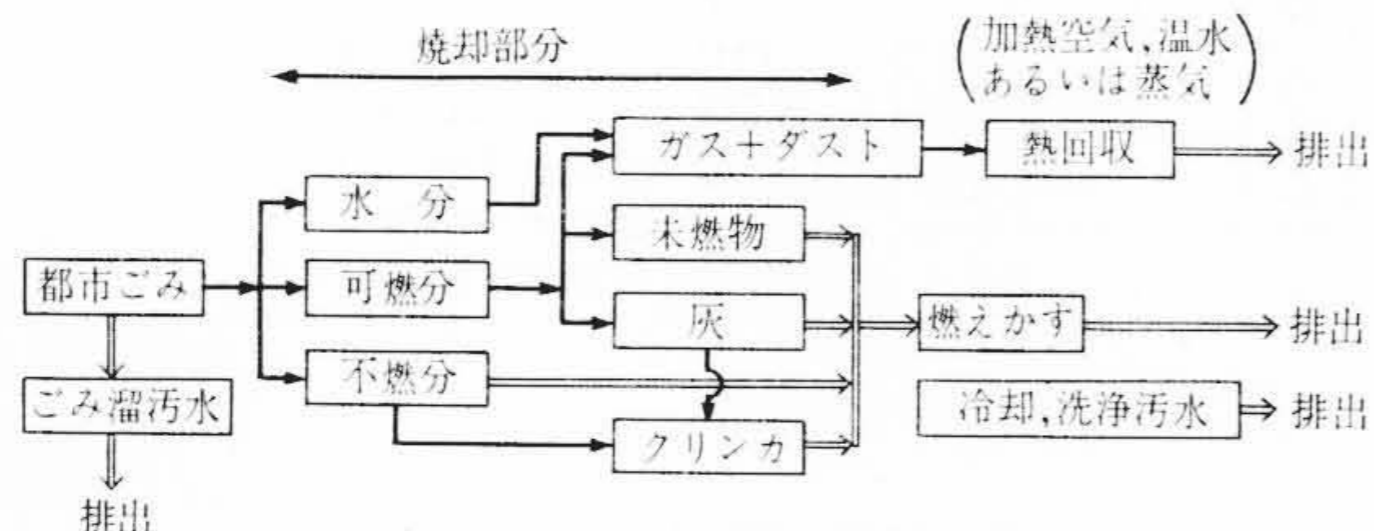 焼却部分
(加熱空気、温水
あるいは蒸気)
ガス+ダスト
熱回収
排出
水 分
未燃物
都市ごみ
可燃分
灰
燃えかす
排出
不燃分
ごみ溜汚水
冷却,洗浄汚水
排出
クリンカ
排出